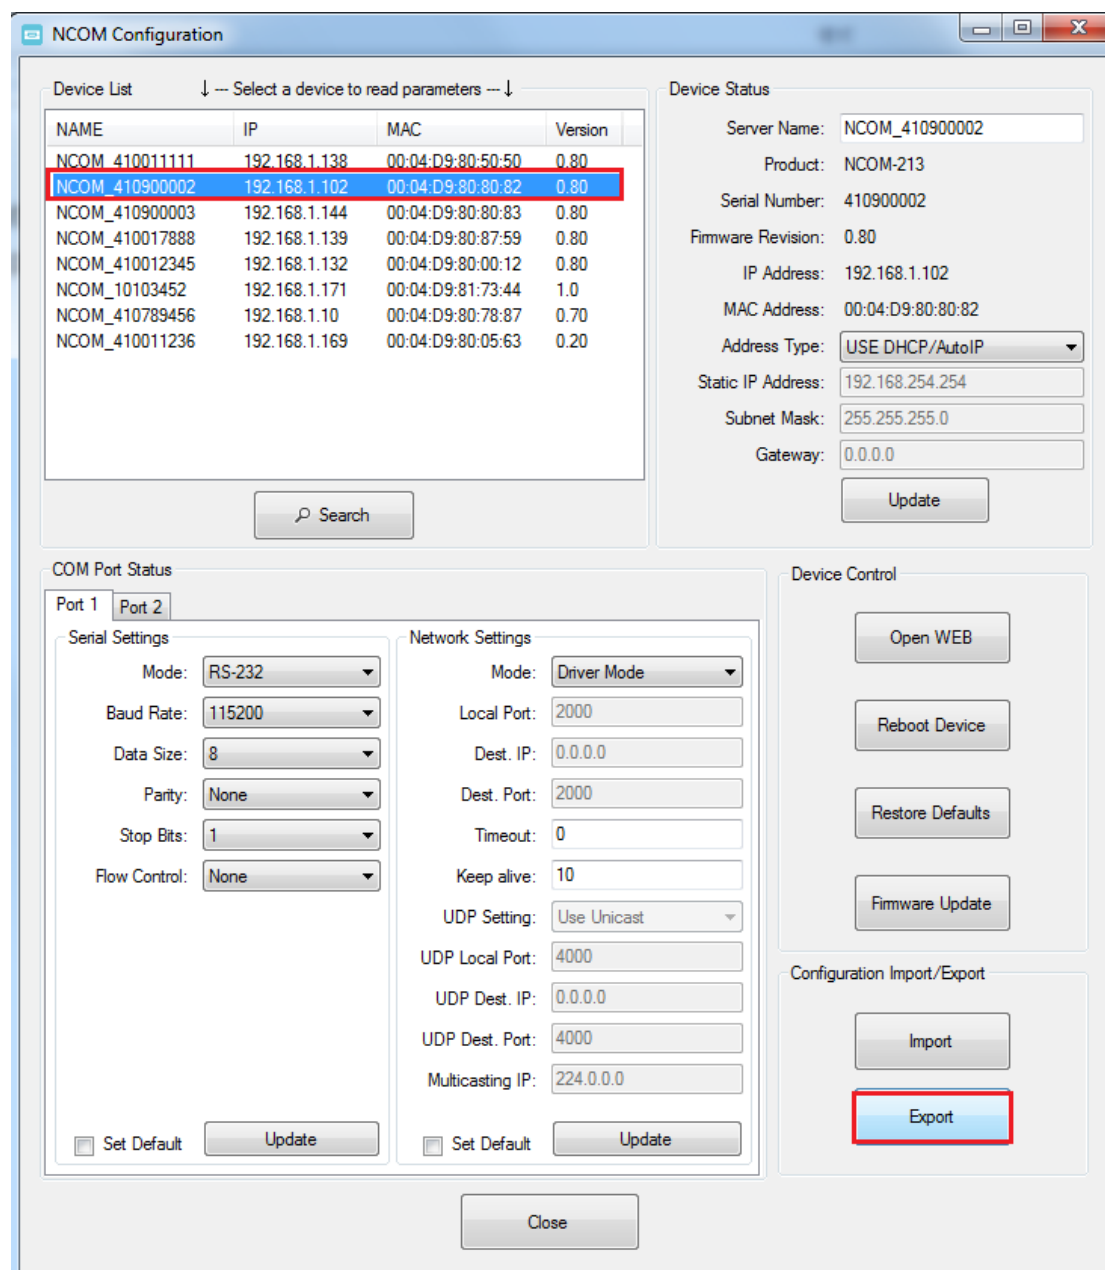 NCOM Configuration
Device List ↓ --- Select a device to read parameters --- ↓
NAME IP MAC Version
NCOM_410011111 192.168.1.138 00:04:D9:80:50:50 0.80
NCOM_410900002 192.168.1.102 00:04:D9:80:80:82 0.80
NCOM_410900003 192.168.1.144 00:04:D9:80:80:83 0.80
NCOM_410017888 192.168.1.139 00:04:D9:80:87:59 0.80
NCOM_410012345 192.168.1.132 00:04:D9:80:00:12 0.80
NCOM_10103452 192.168.1.171 00:04:D9:81:73:44 1.0
NCOM_410789456 192.168.1.10 00:04:D9:80:78:87 0.70
NCOM_410011236 192.168.1.169 00:04:D9:80:05:63 0.20
Search
Device Status
Server Name: NCOM_410900002
Product: NCOM-213
Serial Number: 410900002
Firmware Revision: 0.80
IP Address: 192.168.1.102
MAC Address: 00:04:D9:80:80:82
Address Type: USE DHCP/AutoIP
Static IP Address: 192.168.254.254
Subnet Mask: 255.255.255.0
Gateway: 0.0.0.0
Update
COM Port Status
Port 1 Port 2
Serial Settings
Mode: RS-232
Baud Rate: 115200
Data Size: 8
Parity: None
Stop Bits: 1
Flow Control: None
Set Default Update
Network Settings
Mode: Driver Mode
Local Port: 2000
Dest. IP: 0.0.0.0
Dest. Port: 2000
Timeout: 0
Keep alive: 10
UDP Setting: Use Unicast
UDP Local Port: 4000
UDP Dest. IP: 0.0.0.0
UDP Dest. Port: 4000
Multicasting IP: 224.0.0.0
Set Default Update
Device Control
Open WEB
Reboot Device
Restore Defaults
Firmware Update
Configuration Import/Export
Import
Export
Close